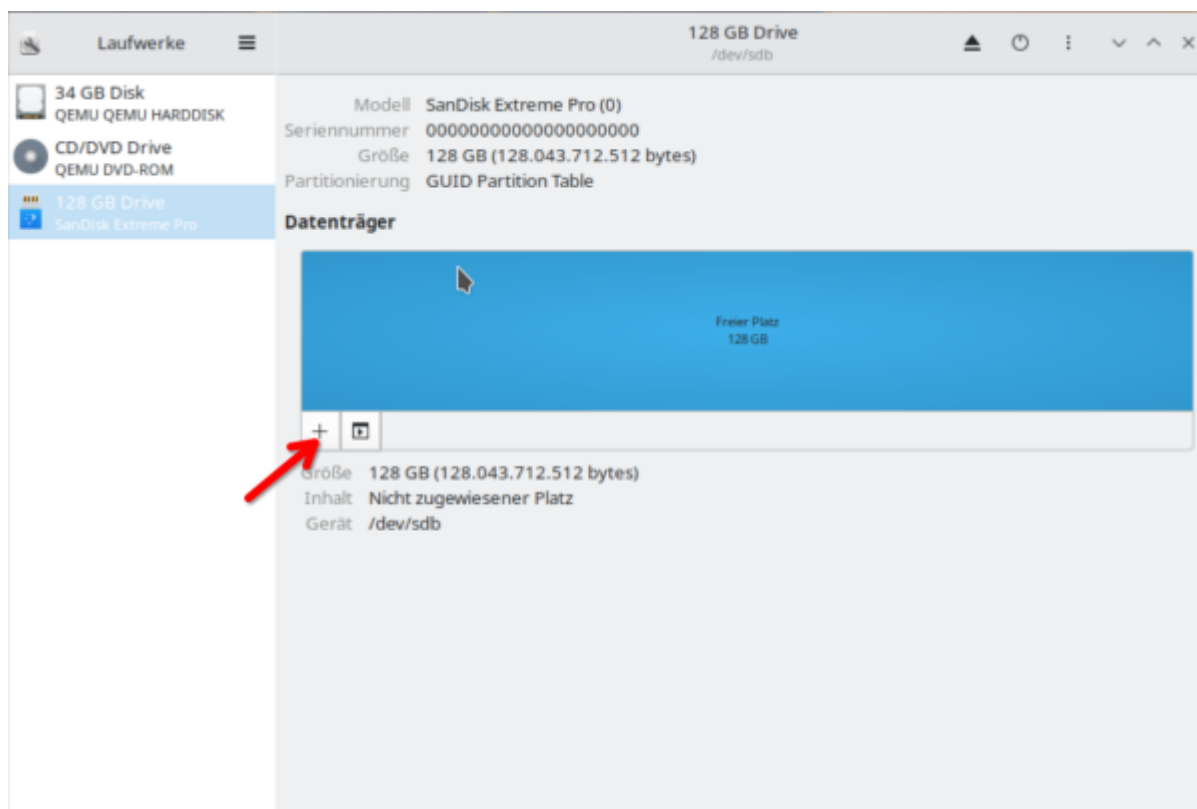 Laufwerke
128 GB Drive
/dev/sdb
34 GB Disk
QEMU QEMU HARDDISK
CD/DVD Drive
QEMU DVD-ROM
128 GB Drive
SanDisk Extreme Pro
Modell SanDisk Extreme Pro (0)
Seriennummer 00000000000000000000
Größe 128 GB (128.043.712.512 bytes)
Partitionierung GUID Partition Table
Datenträger
Freier Platz
128 GB
Größe 128 GB (128.043.712.512 bytes)
Inhalt Nicht zugewiesener Platz
Gerät /dev/sdb